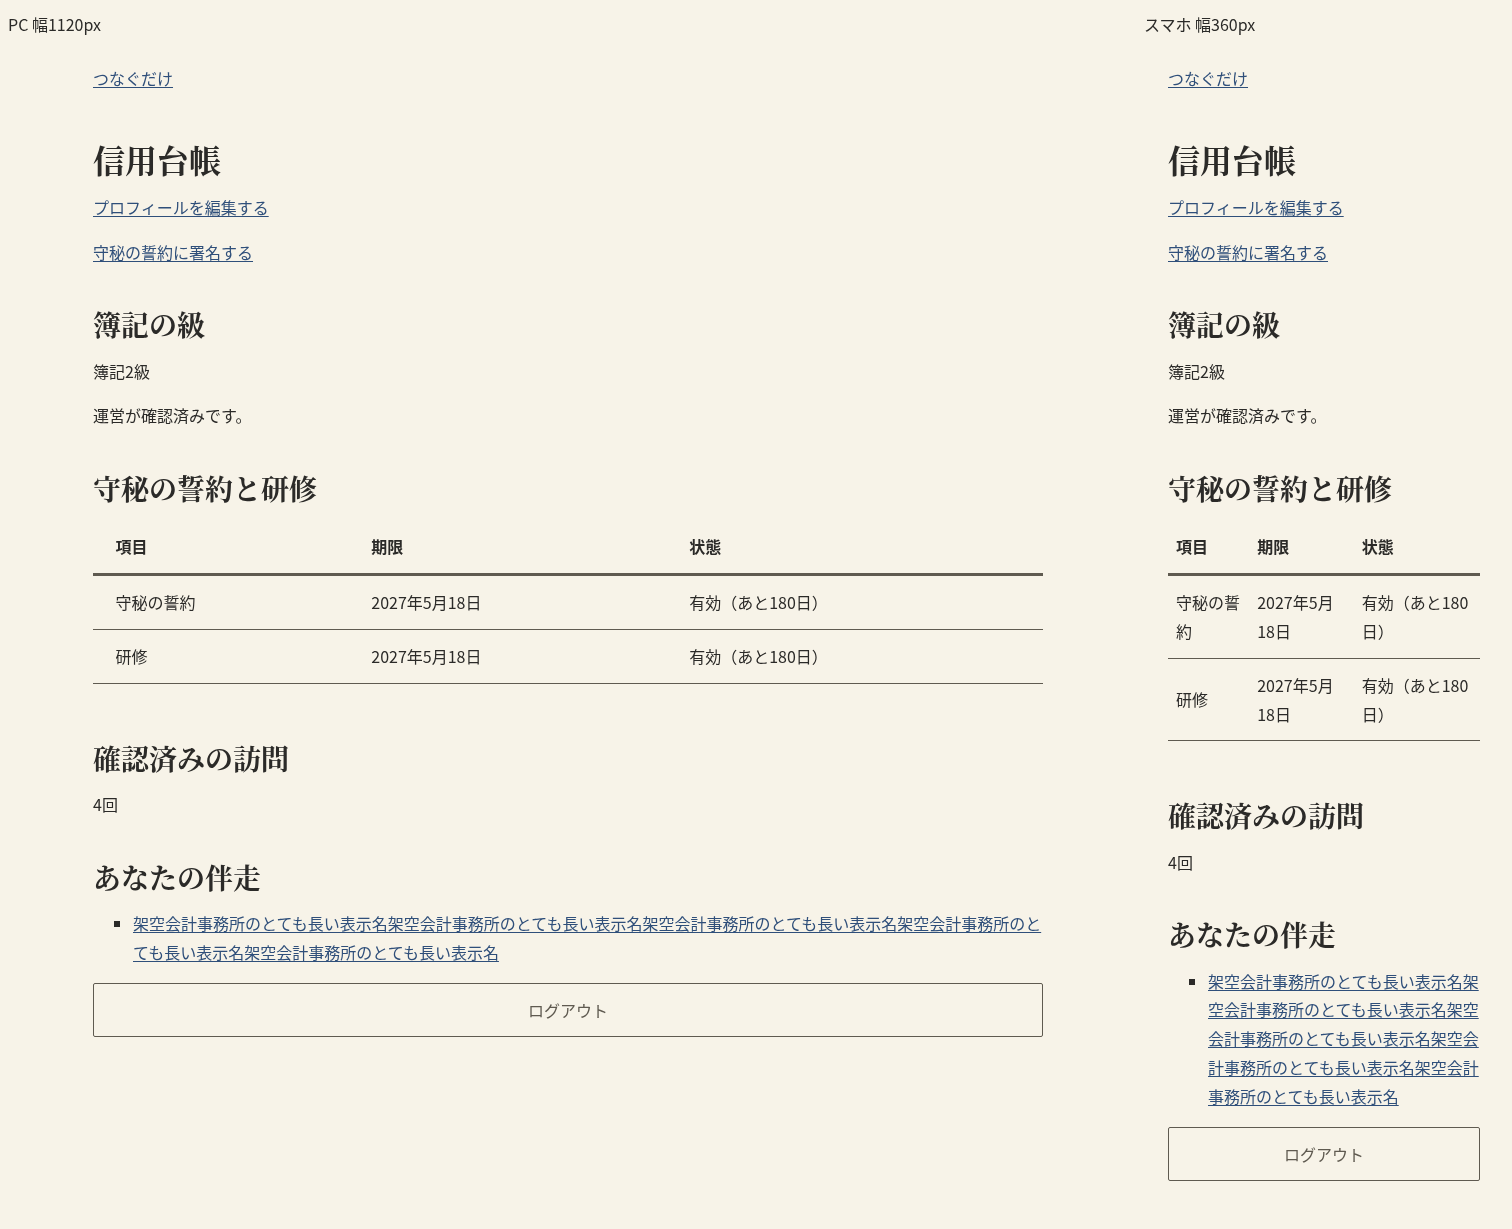 PC 幅1120px
つなぐだけ
信用台帳
プロフィールを編集する
守秘の誓約に署名する
簿記の級
簿記2級
運営が確認済みです。
守秘の誓約と研修
項目 期限 状態
守秘の誓約 2027年5月18日 有効（あと180日）
研修 2027年5月18日 有効（あと180日）
確認済みの訪問
4回
あなたの伴走
架空会計事務所のとても長い表示名架空会計事務所のとても長い表示名架空会計事務所のとても長い表示名架空会計事務所のと
ても長い表示名架空会計事務所のとても長い表示名
ログアウト
スマホ 幅360px
つなぐだけ
信用台帳
プロフィールを編集する
守秘の誓約に署名する
簿記の級
簿記2級
運営が確認済みです。
守秘の誓約と研修
項目 期限 状態
守秘の誓 2027年5月 有効（あと180
約 18日 日）
研修 2027年5月 有効（あと180
18日 日）
確認済みの訪問
4回
あなたの伴走
架空会計事務所のとても長い表示名架
空会計事務所のとても長い表示名架空
会計事務所のとても長い表示名架空会
計事務所のとても長い表示名架空会計
事務所のとても長い表示名
ログアウト